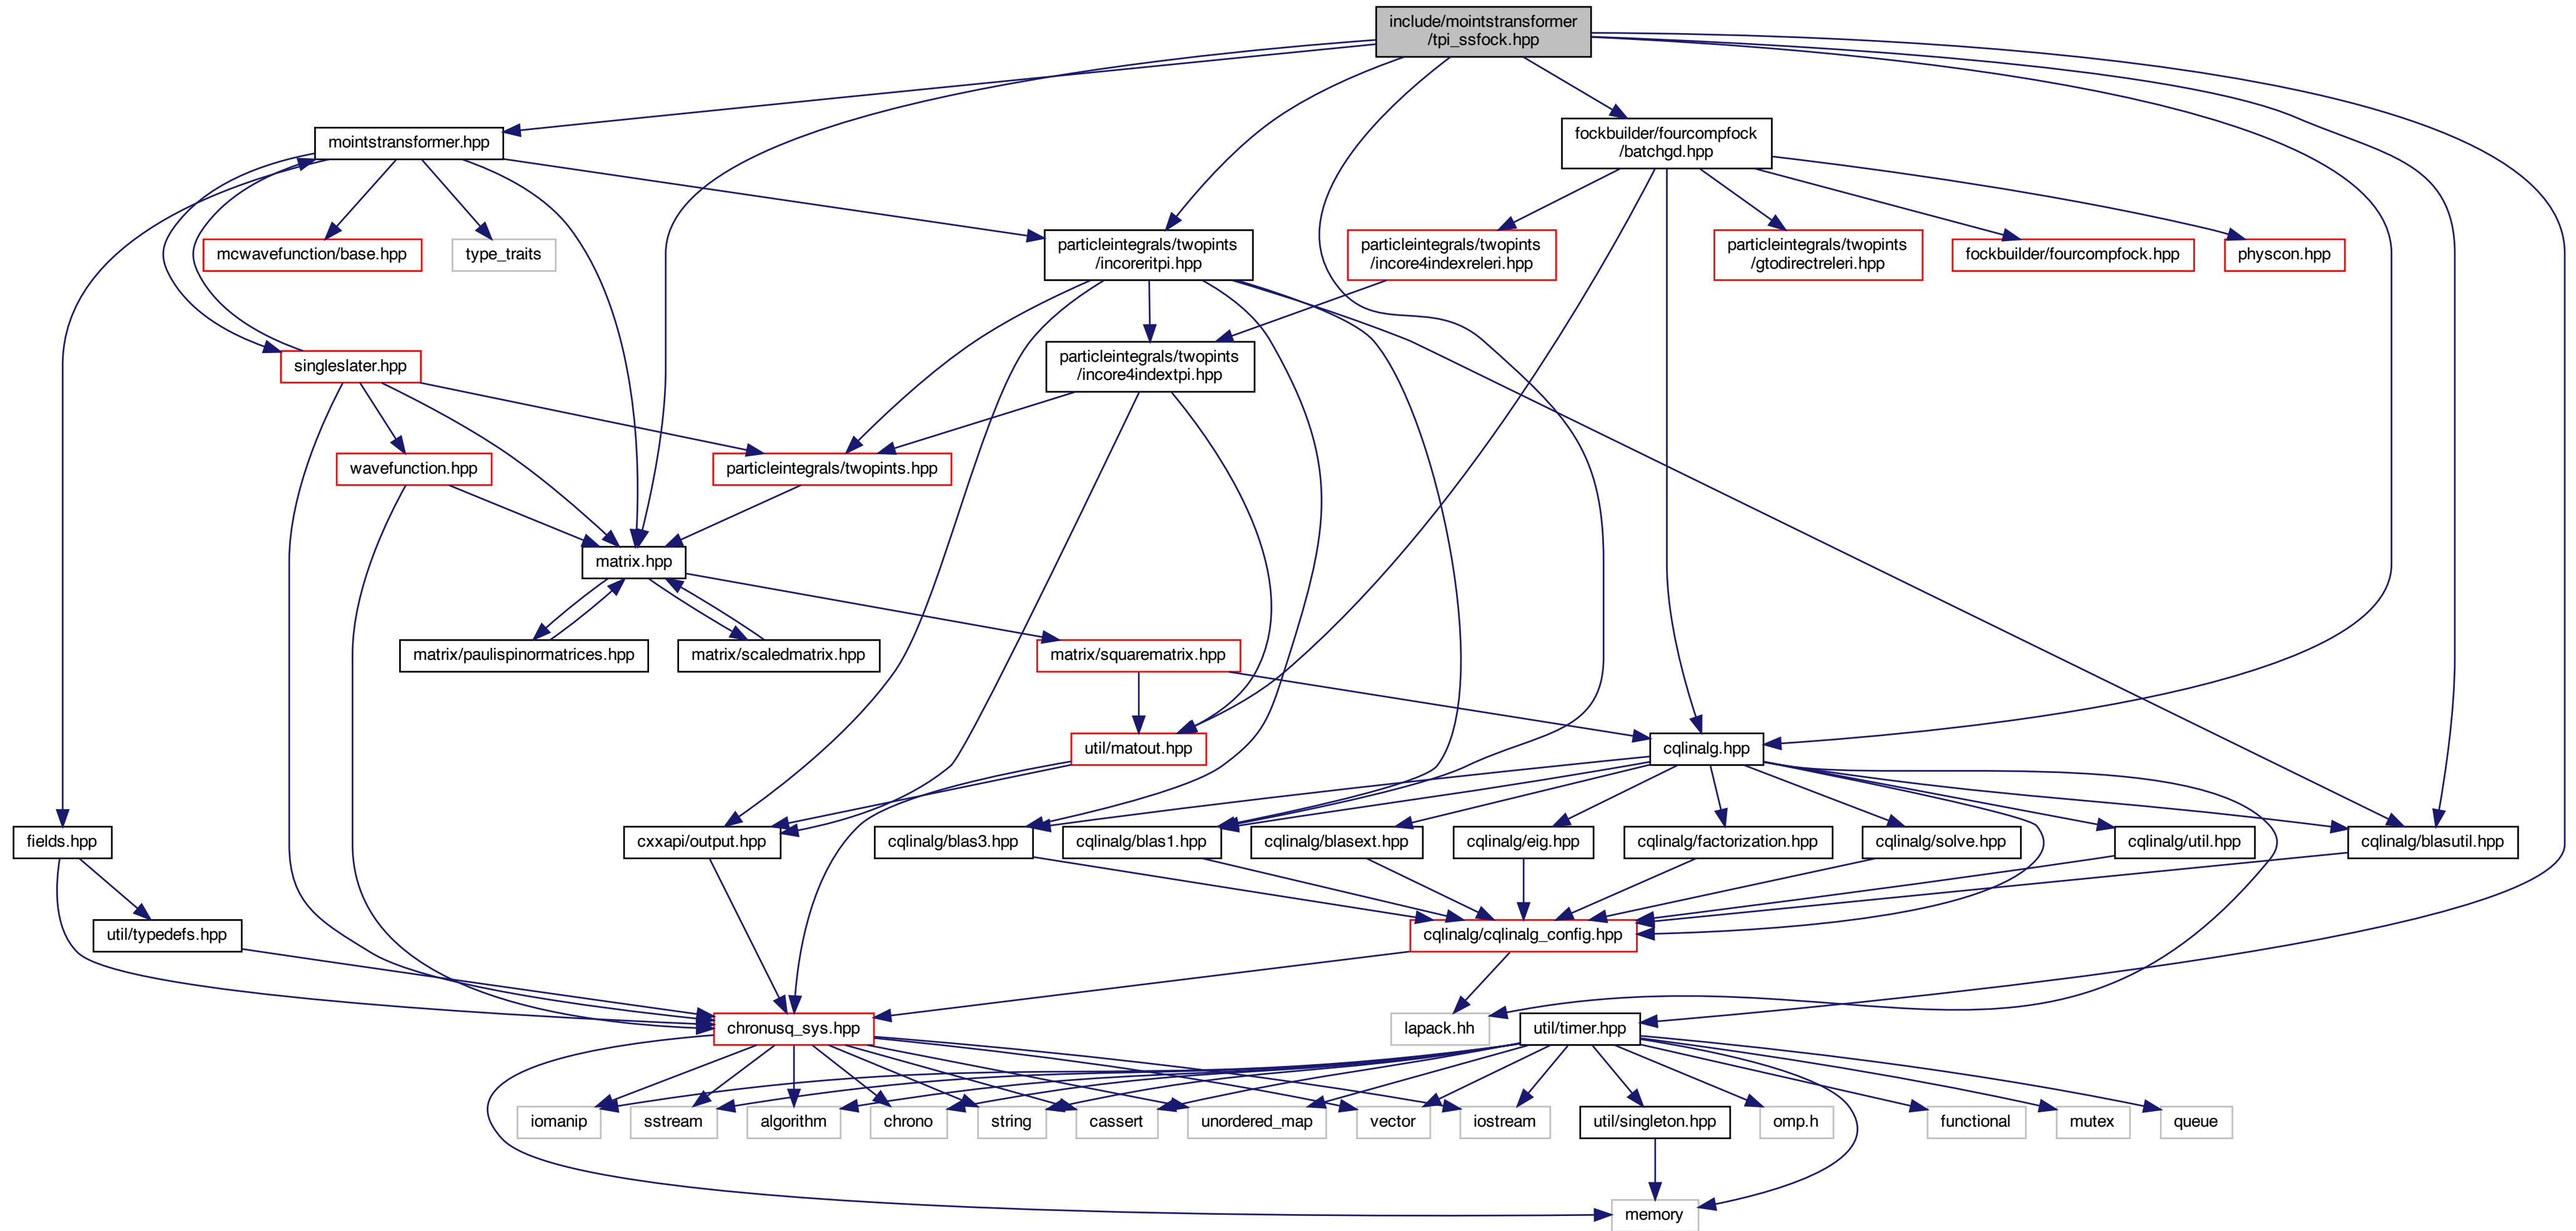 include/mointstransformer
/tpi_ssfock.hpp
mointstransformer.hpp
fockbuilder/fourcompfock
/batchgd.hpp
mcwavefunction/base.hpp
type_traits
particleintegrals/twopints
/incoreritpi.hpp
particleintegrals/twopints
/incore4indexreleri.hpp
particleintegrals/twopints
/gtodirectreleri.hpp
fockbuilder/fourcompfock.hpp
physcon.hpp
singleslater.hpp
particleintegrals/twopints
/incore4indextpi.hpp
wavefunction.hpp
particleintegrals/twopints.hpp
matrix.hpp
matrix/paulispinormatrices.hpp
matrix/scaledmatrix.hpp
matrix/squarematrix.hpp
util/matout.hpp
cqlinalg.hpp
fields.hpp
cxxapi/output.hpp
cqlinalg/blas3.hpp
cqlinalg/blas1.hpp
cqlinalg/blasext.hpp
cqlinalg/eig.hpp
cqlinalg/factorization.hpp
cqlinalg/solve.hpp
cqlinalg/util.hpp
cqlinalg/blasutil.hpp
util/typedefs.hpp
cqlinalg/cqlinalg_config.hpp
chronusq_sys.hpp
lapack.hh
util/timer.hpp
iomanip
sstream
algorithm
chrono
string
cassert
unordered_map
vector
iostream
util/singleton.hpp
omp.h
functional
mutex
queue
memory